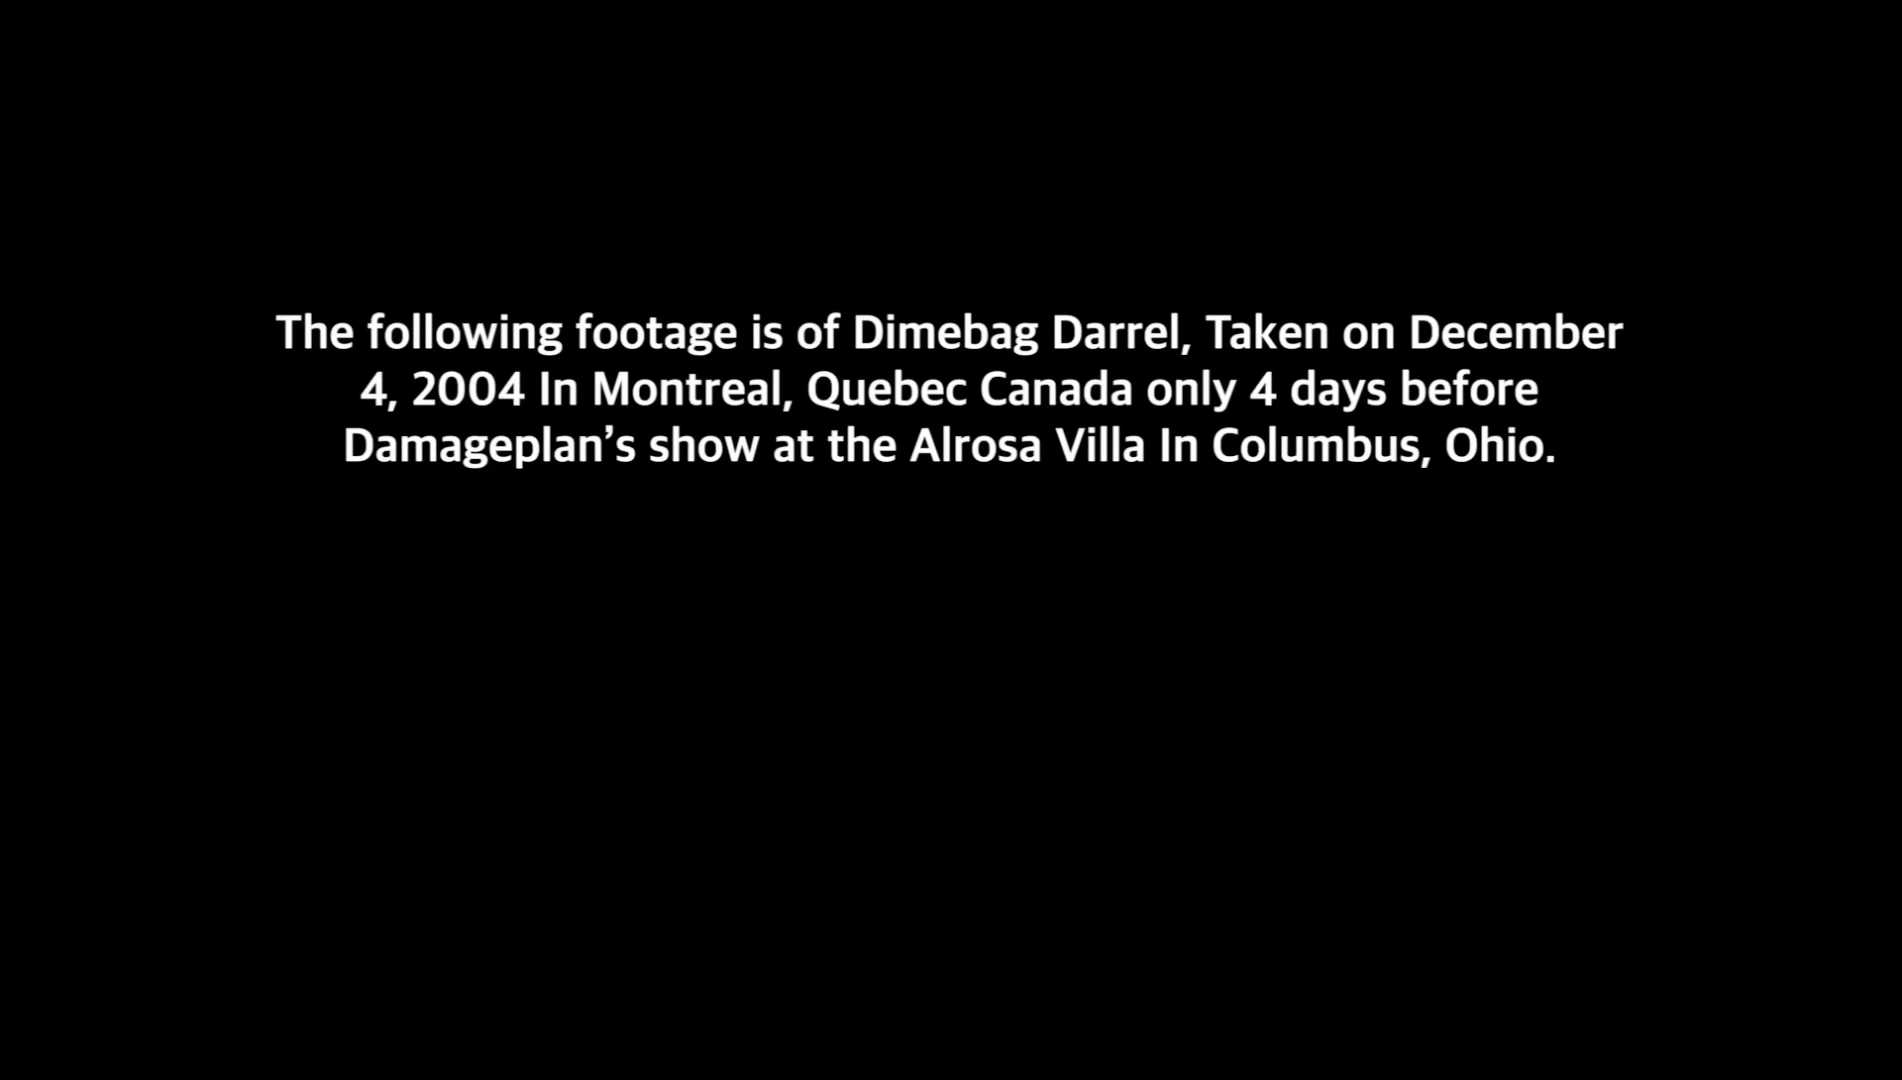 The following footage is of Dimebag Darrel, Taken on December
4, 2004 In Montreal, Quebec Canada only 4 days before
Damageplan’s show at the Alrosa Villa In Columbus, Ohio.